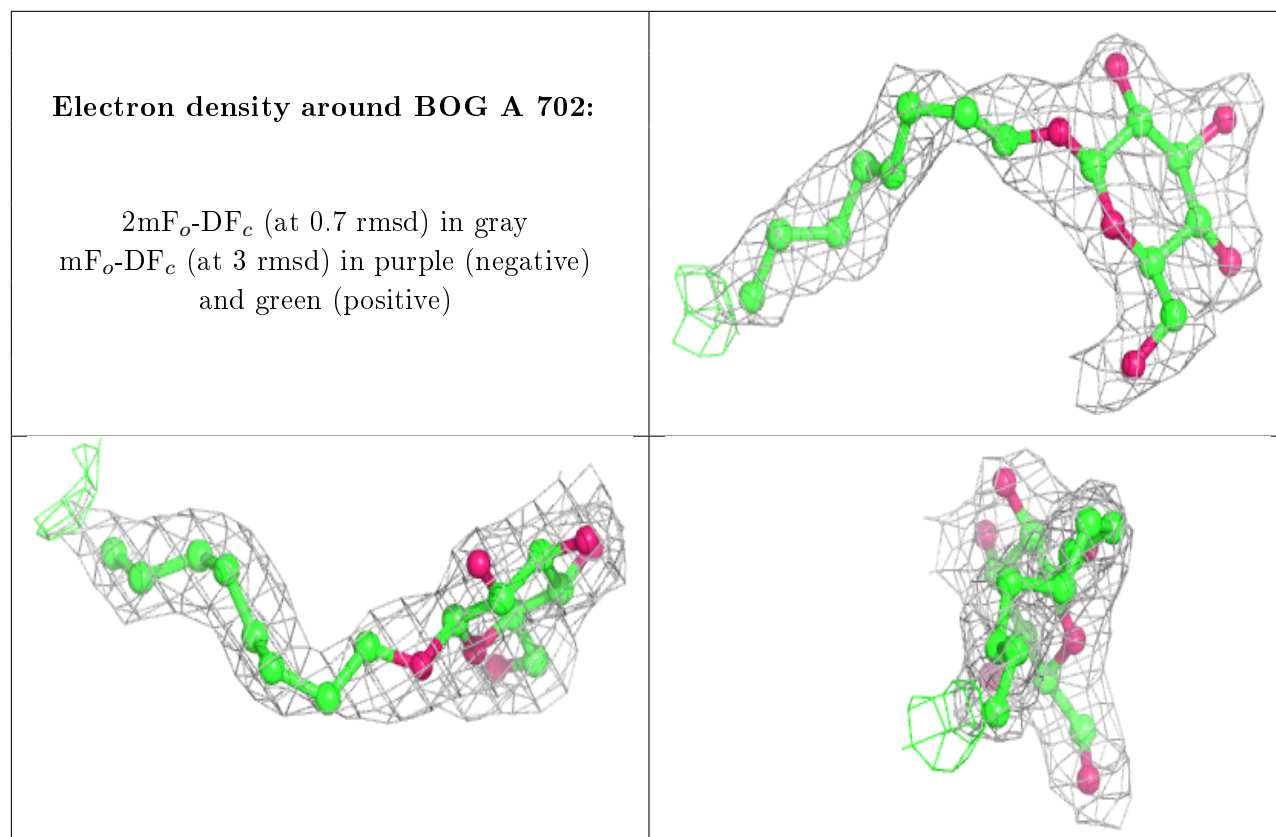 Electron density around BOG A 702:
2mFo-DFc (at 0.7 rmsd) in gray
mFo-DFc (at 3 rmsd) in purple (negative)
and green (positive)